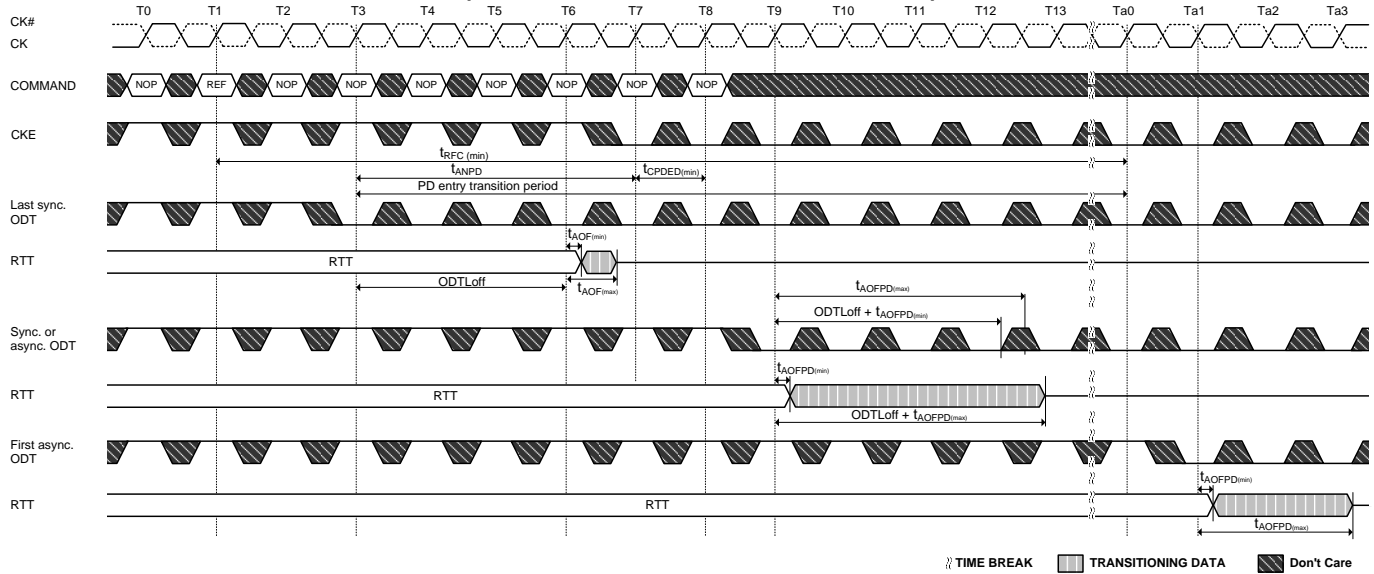 T0 T1 T2 T3 T4 T5 T6 T7 T8 T9 T10 T11 T12 T13 Ta0 Ta1 Ta2 Ta3
CK#
CK
COMMAND NOP REF NOP NOP NOP NOP NOP NOP NOP
CKE
tRFC (min)
tANPD tCPDED(min)
PD entry transition period
Last sync.
ODT
tAOF(min)
RTT RTT
ODTLoff tAOF(max)
tAOFPD(max)
ODTLoff + tAOFPD(min)
Sync. or
async. ODT
tAOFPD(min)
RTT RTT
ODTLoff + tAOFPD(max)
First async.
ODT
tAOFPD(min)
RTT RTT
tAOFPD(max)
TIME BREAK TRANSITIONING DATA Don't Care